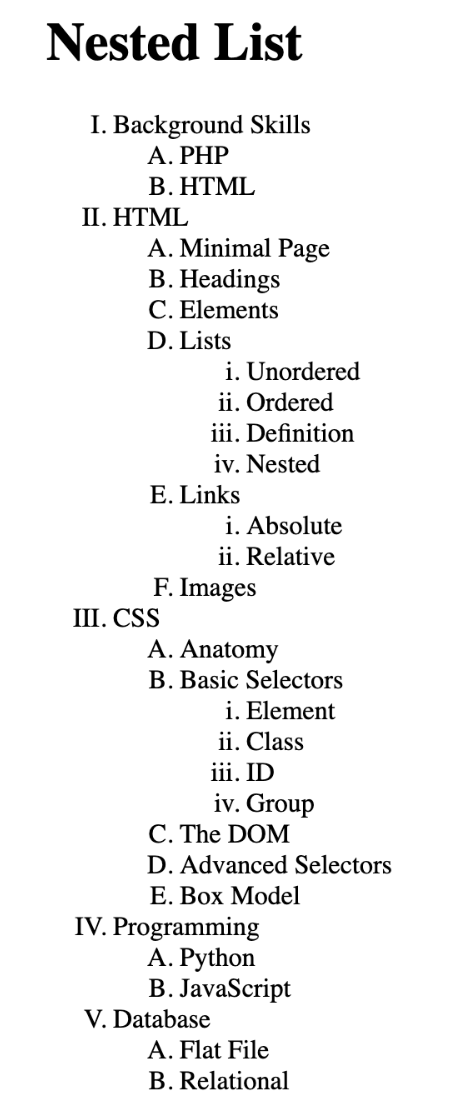 Nested List
I. Background Skills
A. PHP
B. HTML
II. HTML
A. Minimal Page
B. Headings
C. Elements
D. Lists
i. Unordered
ii. Ordered
iii. Definition
iv. Nested
E. Links
i. Absolute
ii. Relative
F. Images
III. CSS
A. Anatomy
B. Basic Selectors
i. Element
ii. Class
iii. ID
iv. Group
C. The DOM
D. Advanced Selectors
E. Box Model
IV. Programming
A. Python
B. JavaScript
V. Database
A. Flat File
B. Relational